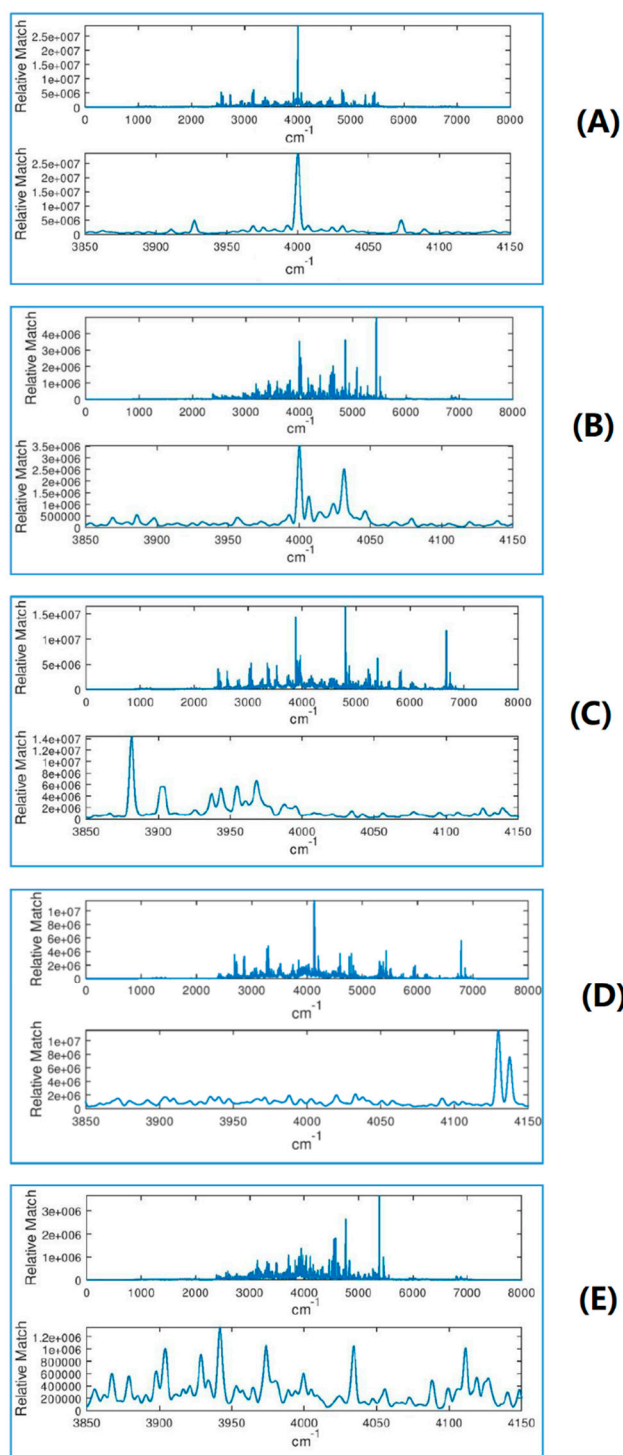 Relative Match
2.5e+007
2e+007
1.5e+007
1e+007
5e+006
0
0 1000 2000 3000 4000 5000 6000 7000 8000
cm-1
(A)
Relative Match
2.5e+007
2e+007
1.5e+007
1e+007
5e+006
0
3850 3900 3950 4000 4050 4100 4150
cm-1
Relative Match
4e+006
3e+006
2e+006
1e+006
0
0 1000 2000 3000 4000 5000 6000 7000 8000
cm-1
(B)
Relative Match
3.5e+006
3e+006
2.5e+006
2e+006
1.5e+006
1e+006
500000
0
3850 3900 3950 4000 4050 4100 4150
cm-1
Relative Match
1.5e+007
1e+007
5e+006
0
0 1000 2000 3000 4000 5000 6000 7000 8000
cm-1
(C)
Relative Match
1.4e+007
1.2e+007
1e+007
8e+006
6e+006
4e+006
2e+006
0
3850 3900 3950 4000 4050 4100 4150
cm-1
Relative Match
1e+07
8e+06
6e+06
4e+06
2e+06
0
0 1000 2000 3000 4000 5000 6000 7000 8000
cm-1
(D)
Relative Match
1e+07
8e+06
6e+06
4e+06
2e+06
0
3850 3900 3950 4000 4050 4100 4150
cm-1
Relative Match
3e+006
2e+006
1e+006
0
0 1000 2000 3000 4000 5000 6000 7000 8000
cm-1
(E)
Relative Match
1.2e+006
1e+006
800000
600000
400000
200000
0
3850 3900 3950 4000 4050 4100 4150
cm-1